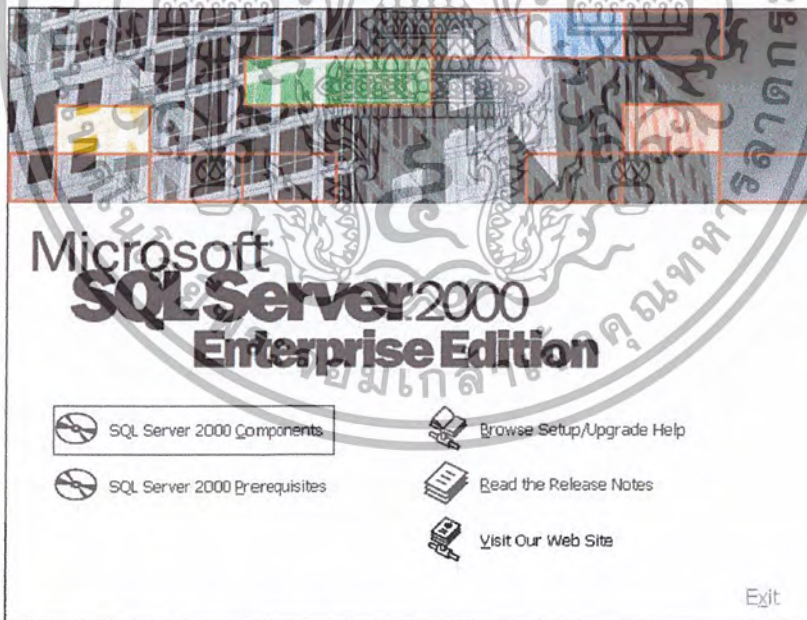 Microsoft
SQL Server 2000
Enterprise Edition
SQL Server 2000 Components
SQL Server 2000 Prerequisites
Browse Setup/Upgrade Help
Read the Release Notes
Visit Our Web Site
Exit